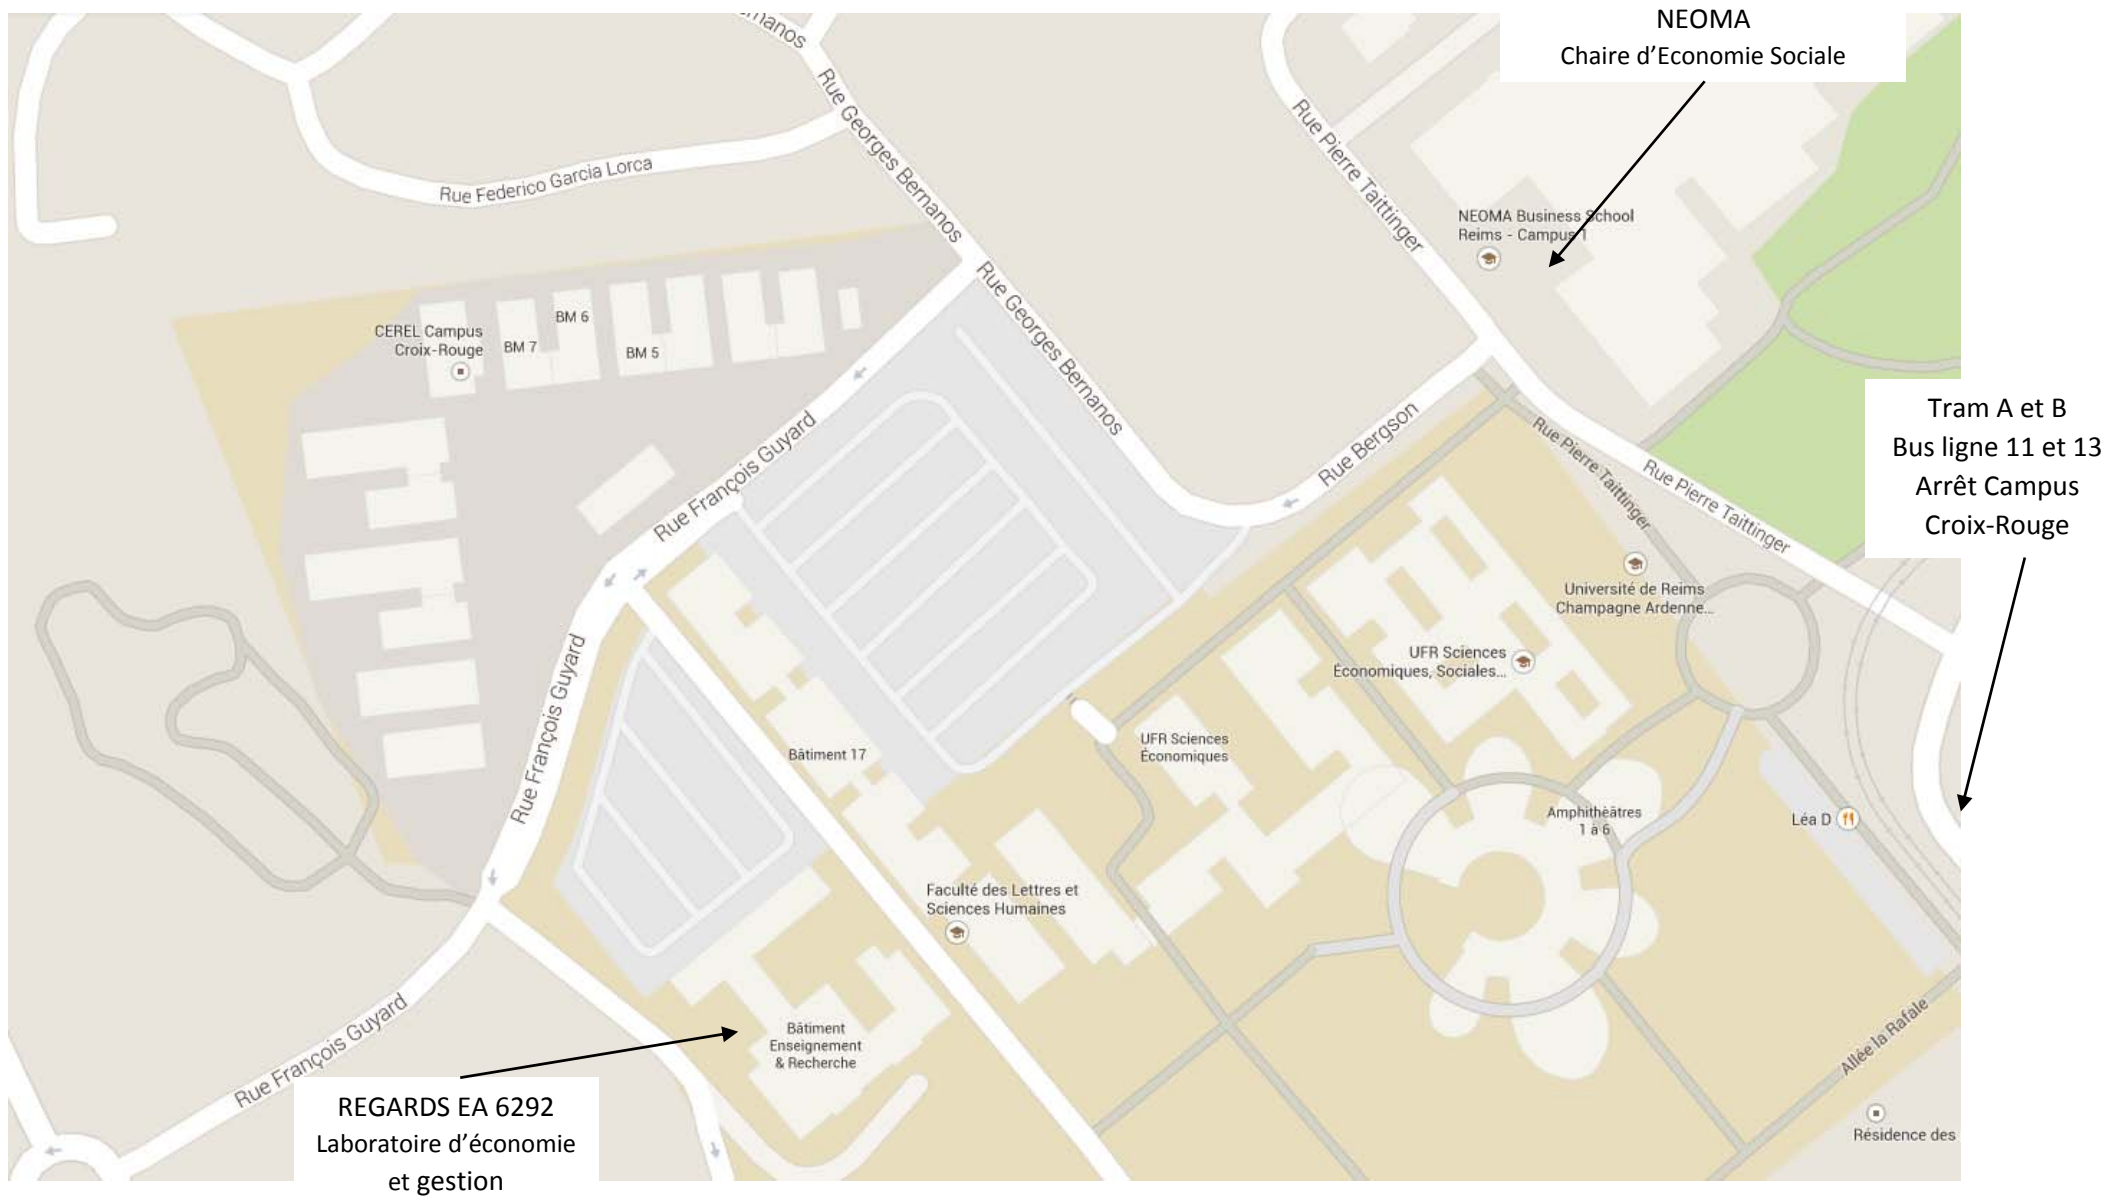 NEOMA
Chaire d'Economie Sociale
Rue Georges Bernanos
Rue Pierre Taittinger
Rue Federico Garcia Lorca
NEOMA Business School
Reims - Campus 1
Rue Georges Bernanos
CEREL Campus
Croix-Rouge
BM 7
BM 6
BM 5
Tram A et B
Bus ligne 11 et 13
Arrêt Campus
Croix-Rouge
Rue François Guyard
Rue Bergson
Rue Pierre Taittinger
Rue Pierre Taittinger
Université de Reims
Champagne Ardenne...
UFR Sciences
Économiques, Sociales...
Rue François Guyard
Bâtiment 17
UFR Sciences
Économiques
Amphithéâtres
1 à 6
Léa D
Faculté des Lettres et
Sciences Humaines
Rue François Guyard
Bâtiment
Enseignement
& Recherche
Allée la Rafale
Résidence des
REGARDS EA 6292
Laboratoire d'économie
et gestion